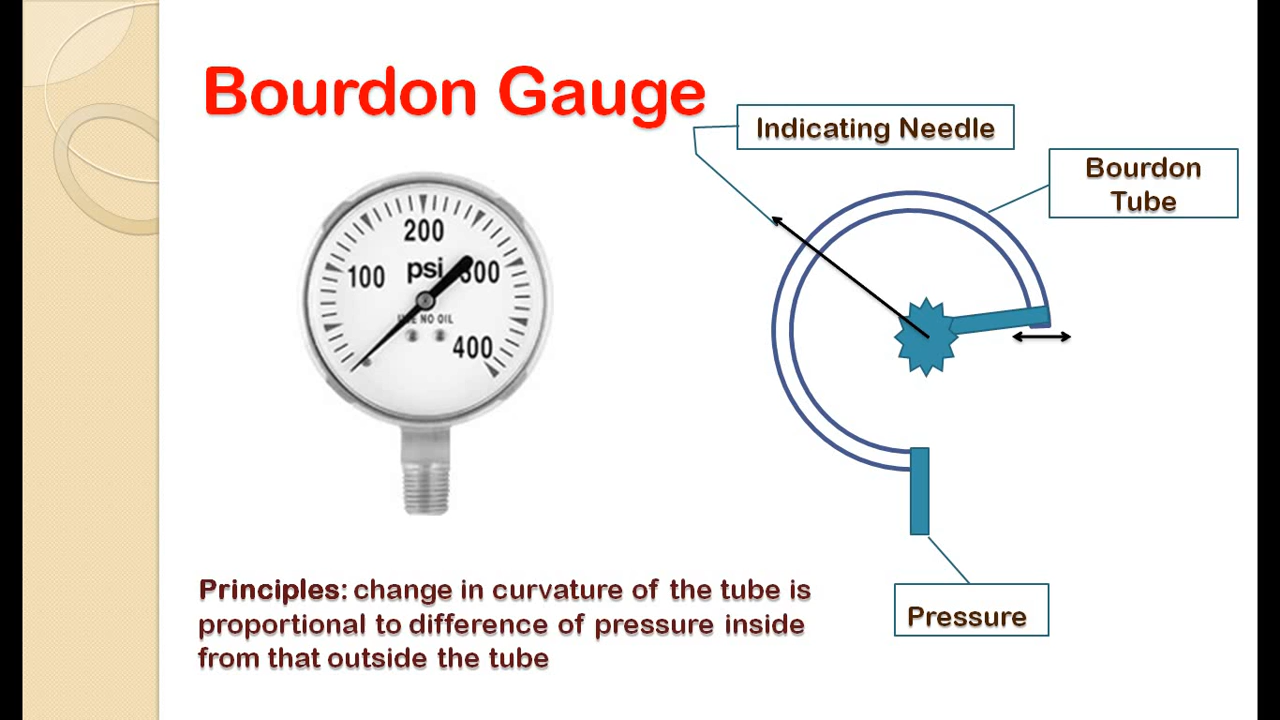 Bourdon Gauge
Indicating Needle
Bourdon
Tube
200
psi
100
300
NO OIL
400
Principles: change in curvature of the tube is
proportional to difference of pressure inside
from that outside the tube
Pressure